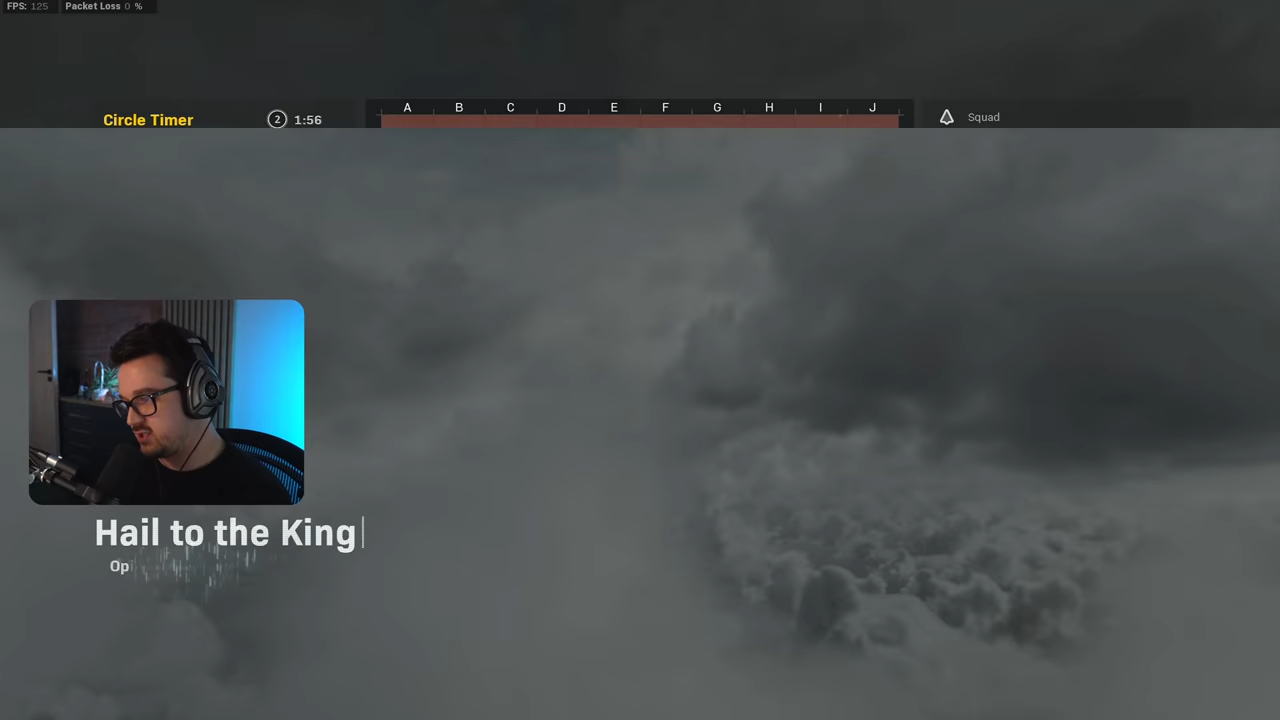 FPS: 125 Packet Loss 0 %
A B C D E F G H I J
Circle Timer 2 1:56
Squad
Hail to the King
Op